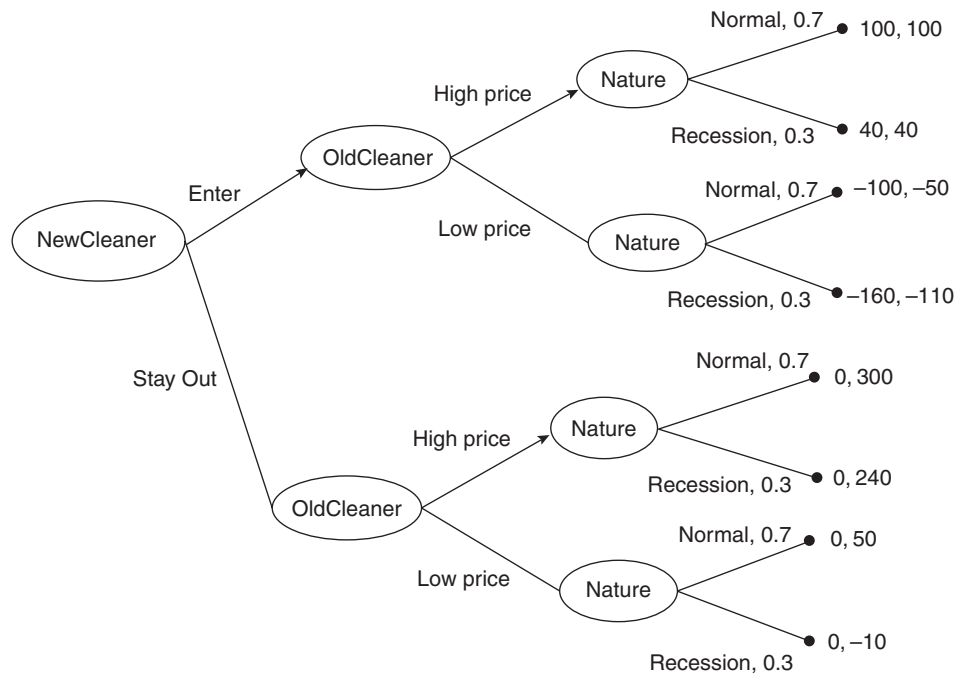 Normal, 0.7
100, 100
Nature
High price
Recession, 0.3
40, 40
OldCleaner
Enter
Normal, 0.7
–100, –50
NewCleaner
Low price
Nature
Recession, 0.3
–160, –110
Stay Out
Normal, 0.7
0, 300
High price
Nature
Recession, 0.3
0, 240
OldCleaner
Normal, 0.7
0, 50
Low price
Nature
Recession, 0.3
0, –10